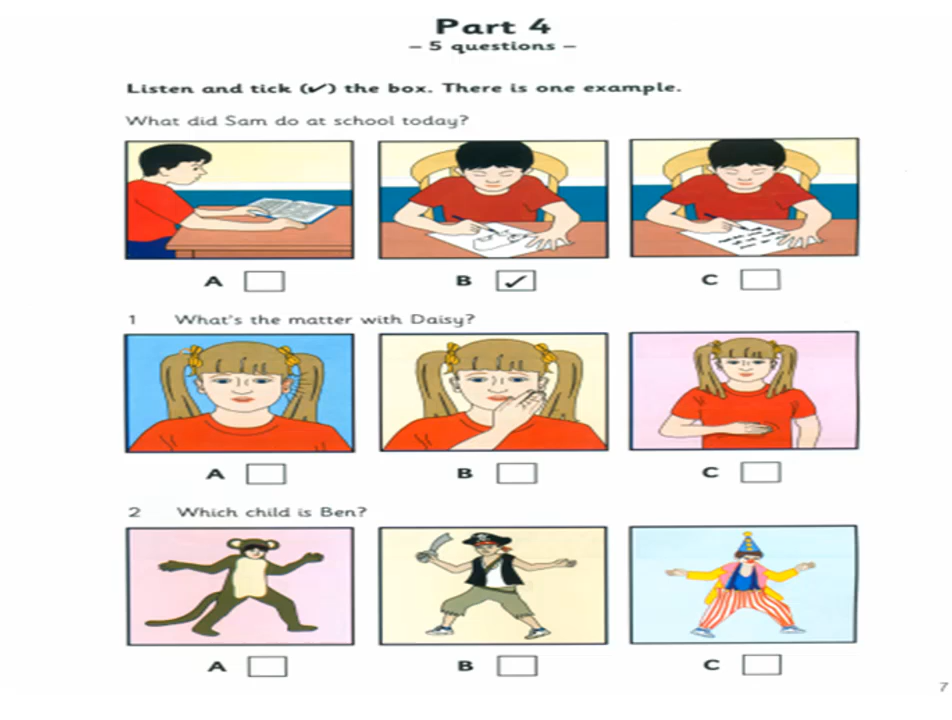 Part 4
– 5 questions –
Listen and tick (✔) the box. There is one example.
What did Sam do at school today?
A B ✔ C
1 What's the matter with Daisy?
A B C
2 Which child is Ben?
A B C
7